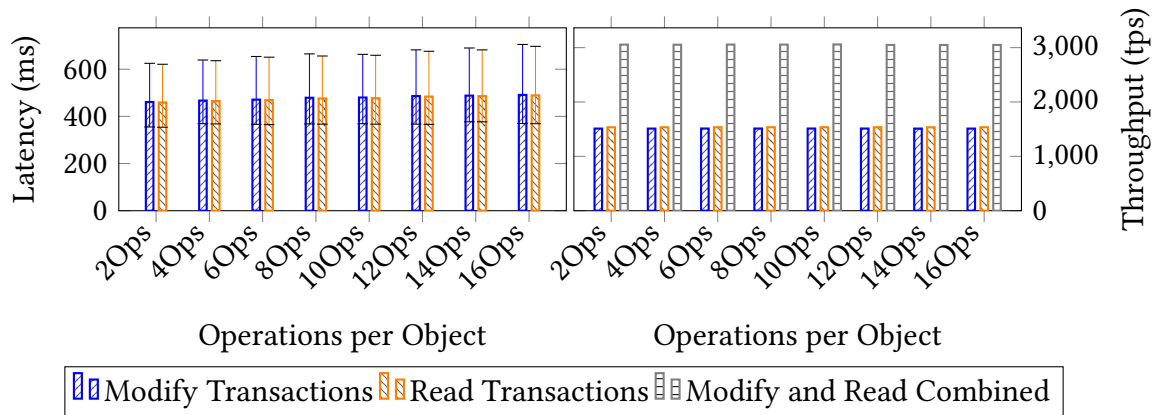 Latency (ms)
600
400
200
0
2Ops
4Ops
6Ops
8Ops
10Ops
12Ops
14Ops
16Ops
Operations per Object
3,000
2,000
1,000
0
Throughput (tps)
2Ops
4Ops
6Ops
8Ops
10Ops
12Ops
14Ops
16Ops
Operations per Object
Modify Transactions Read Transactions Modify and Read Combined